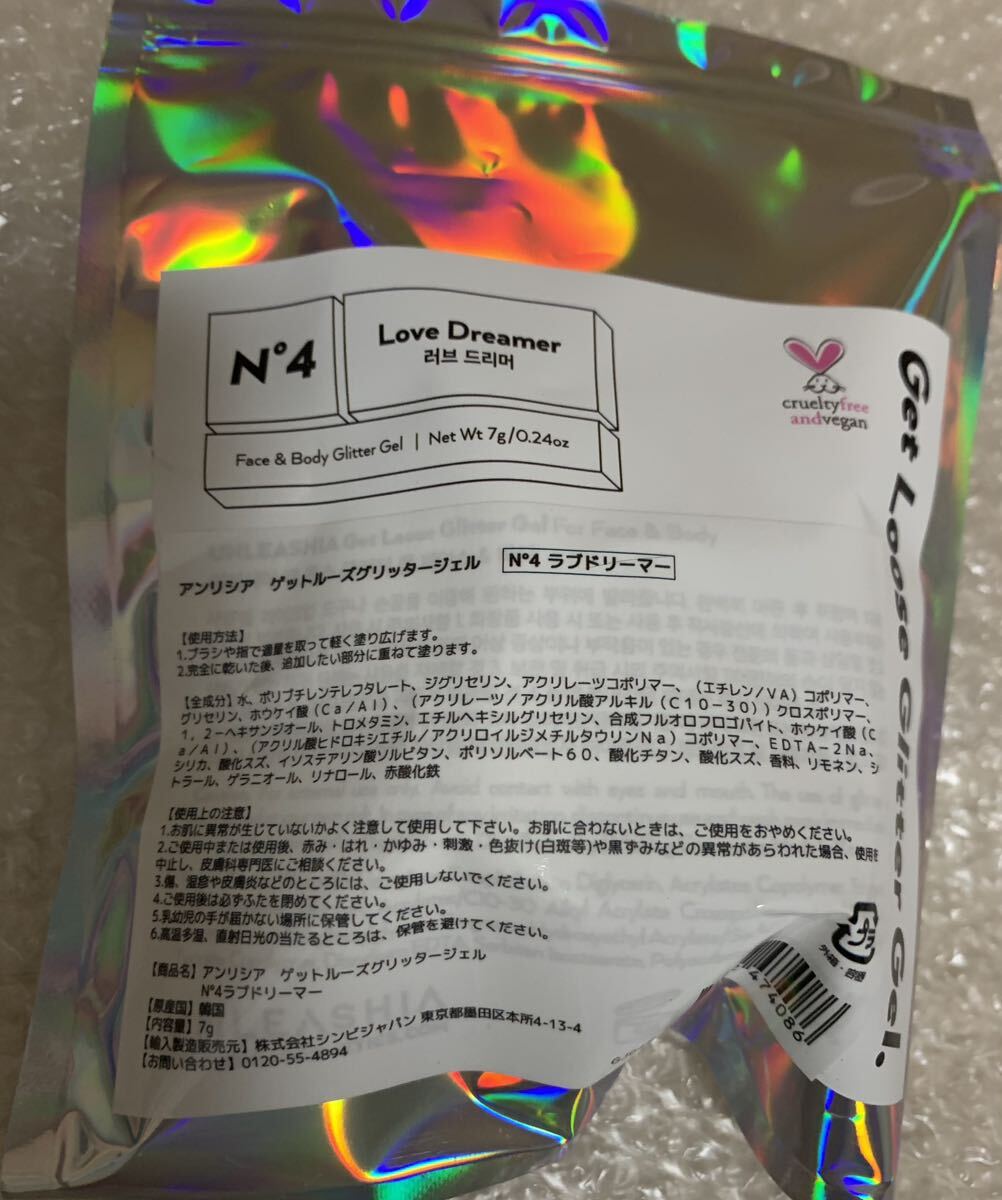 N°4
Love Dreamer
러브 드리머
Face & Body Glitter Gel | Net Wt 7g/0.24oz
crueltyfree
andvegan
Get Loose Glitter Gel.
UNLEASHIA Get Loose Glitter Gel For Face & Body
アンリシア ゲットルーズグリッタージェル N°4 ラブドリーマー
【使用方法】
1.ブラシや指で適量を取って軽く塗り広げます。
2.完全に乾いた後、追加したい部分に重ねて塗ります。
【全成分】水、ポリブチレンテレフタレート、ジグリセリン、アクリレーツコポリマー、（エチレン/VA）コポリマー、
グリセリン、ホウケイ酸（Ca/Al）、（アクリレーツ/アクリル酸アルキル（C10-30））クロスポリマー、
1，2-ヘキサンジオール、トロメタミン、エチルヘキシルグリセリン、合成フルオロフロゴパイト、ホウケイ酸（C
a/Al）、（アクリル酸ヒドロキシエチル/アクリロイルジメチルタウリンNa）コポリマー、EDTA-2Na、
シリカ、酸化スズ、イソステアリン酸ソルビタン、ポリソルベート60、酸化チタン、酸化スズ、香料、リモネン、シ
トラール、ゲラニオール、リナロール、赤酸化鉄
【使用上の注意】
1.お肌に異常が生じていないかよく注意して使用して下さい。お肌に合わないときは、ご使用をおやめください。
2.ご使用中または使用後、赤み・はれ・かゆみ・刺激・色抜け(白斑等)や黒ずみなどの異常があらわれた場合、使用を
中止し、皮膚科専門医にご相談ください。
3.傷、湿疹や皮膚炎などのところには、ご使用しないでください。
4.ご使用後は必ずふたを閉めてください。
5.乳幼児の手が届かない場所に保管してください。
6.高温多湿、直射日光の当たるところは、保管を避けてください。
【商品名】アンリシア ゲットルーズグリッタージェル
N°4ラブドリーマー
【原産国】韓国
【内容量】7g
【輸入製造販売元】株式会社シンビジャパン 東京都墨田区本所4-13-4
【お問い合わせ】0120-55-4894
プラ
外箱・容器
474086